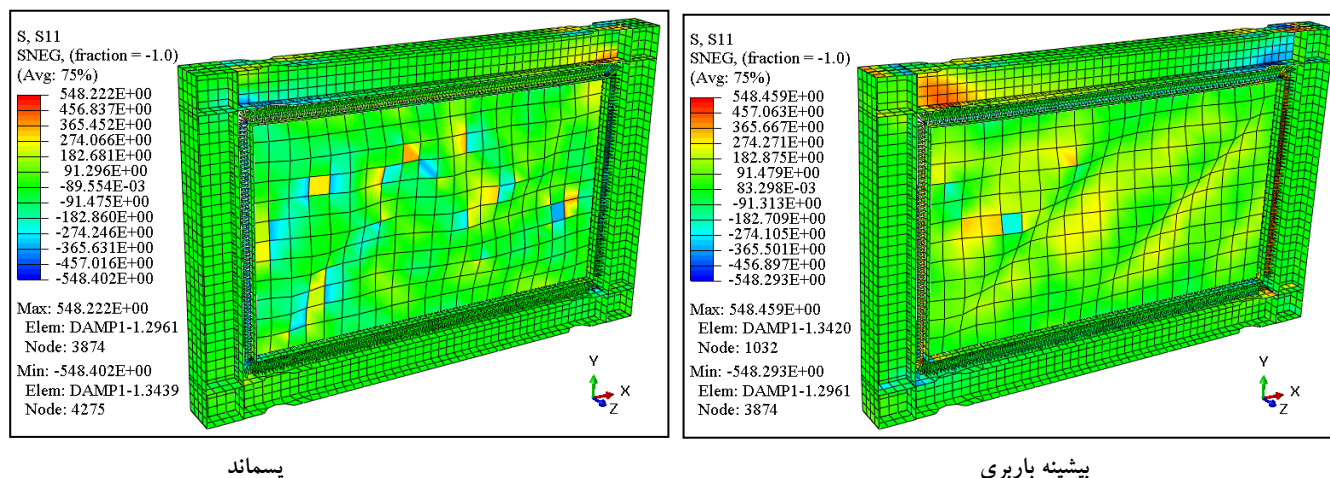 S, S11
SNEG, (fraction = -1.0)
(Avg: 75%)
548.222E+00
456.837E+00
365.452E+00
274.066E+00
182.681E+00
91.296E+00
-89.554E-03
-91.475E+00
-182.860E+00
-274.246E+00
-365.631E+00
-457.016E+00
-548.402E+00
Max: 548.222E+00
Elem: DAMP1-1.2961
Node: 3874
Min: -548.402E+00
Elem: DAMP1-1.3439
Node: 4275
Y
X
Z
S, S11
SNEG, (fraction = -1.0)
(Avg: 75%)
548.459E+00
457.063E+00
365.667E+00
274.271E+00
182.875E+00
91.479E+00
83.298E-03
-91.313E+00
-182.709E+00
-274.105E+00
-365.501E+00
-456.897E+00
-548.293E+00
Max: 548.459E+00
Elem: DAMP1-1.3420
Node: 1032
Min: -548.293E+00
Elem: DAMP1-1.2961
Node: 3874
Y
X
Z
بیشینه باربری
پسماند